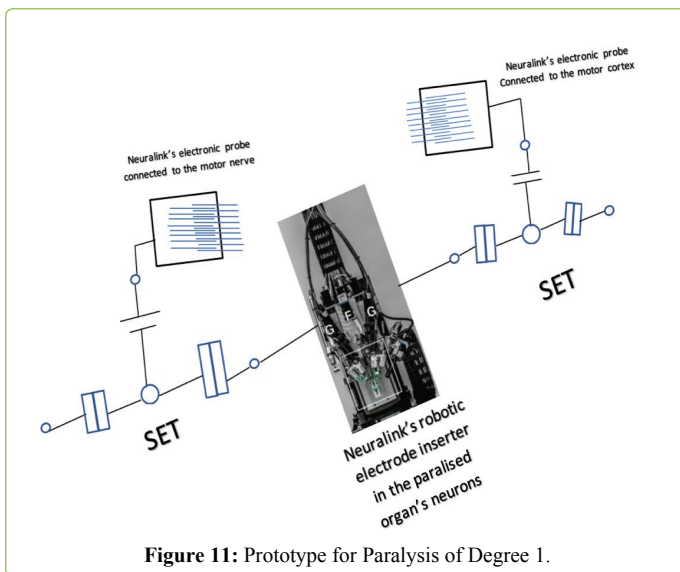 Neuralink's electronic probe
Connected to the motor cortex
Neuralink's electronic probe
connected to the motor nerve
G F G
SET
SET
Neuralink's robotic
electrode inserter
in the paralised
organ's neurons
Figure 11: Prototype for Paralysis of Degree 1.